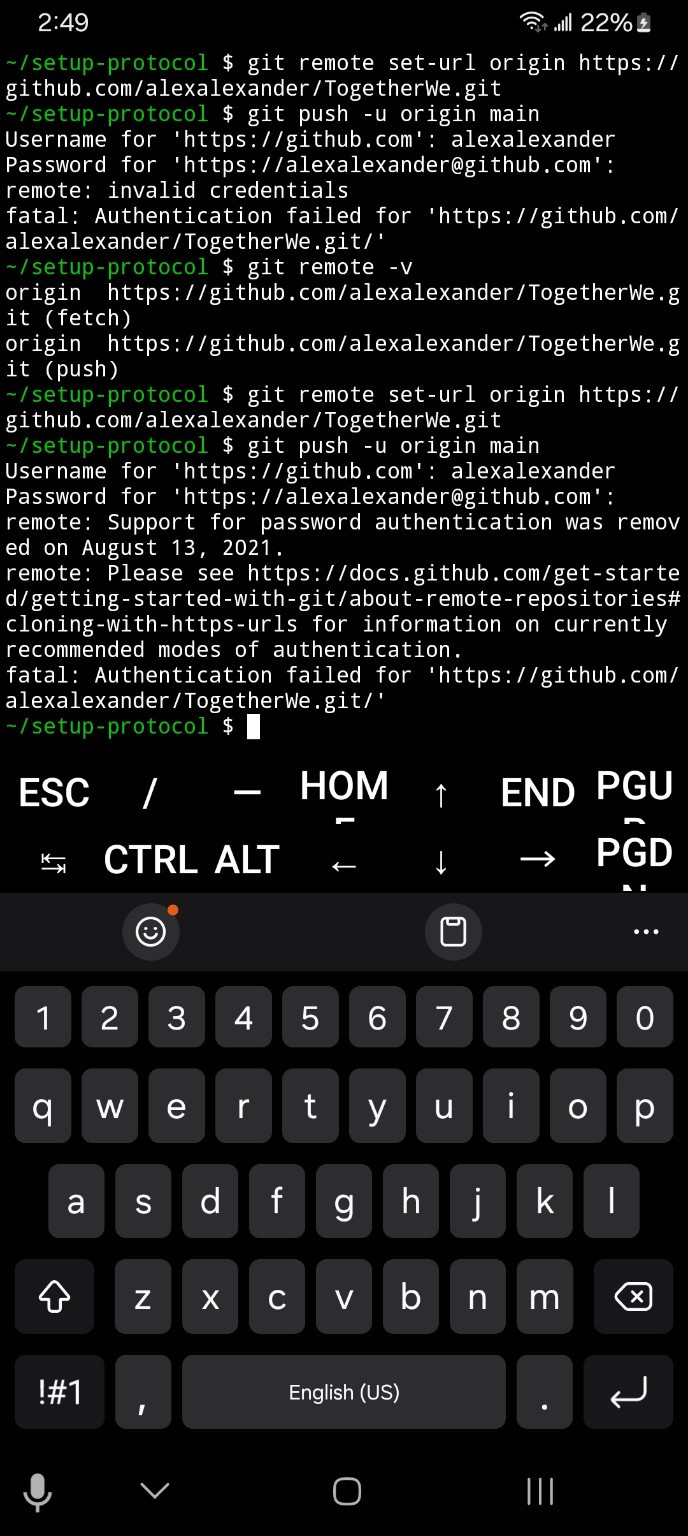 2:49
22%
~/setup-protocol $ git remote set-url origin https://
github.com/alexalexander/TogetherWe.git
~/setup-protocol $ git push -u origin main
Username for 'https://github.com': alexalexander
Password for 'https://alexalexander@github.com':
remote: invalid credentials
fatal: Authentication failed for 'https://github.com/
alexalexander/TogetherWe.git/'
~/setup-protocol $ git remote -v
origin  https://github.com/alexalexander/TogetherWe.g
it (fetch)
origin  https://github.com/alexalexander/TogetherWe.g
it (push)
~/setup-protocol $ git remote set-url origin https://
github.com/alexalexander/TogetherWe.git
~/setup-protocol $ git push -u origin main
Username for 'https://github.com': alexalexander
Password for 'https://alexalexander@github.com':
remote: Support for password authentication was remov
ed on August 13, 2021.
remote: Please see https://docs.github.com/get-starte
d/getting-started-with-git/about-remote-repositories#
cloning-with-https-urls for information on currently
recommended modes of authentication.
fatal: Authentication failed for 'https://github.com/
alexalexander/TogetherWe.git/'
~/setup-protocol $
ESC / — HOME ↑ END PGUP
↹ CTRL ALT ← ↓ → PGDN
1 2 3 4 5 6 7 8 9 0
q w e r t y u i o p
a s d f g h j k l
z x c v b n m
!#1 , English (US) .